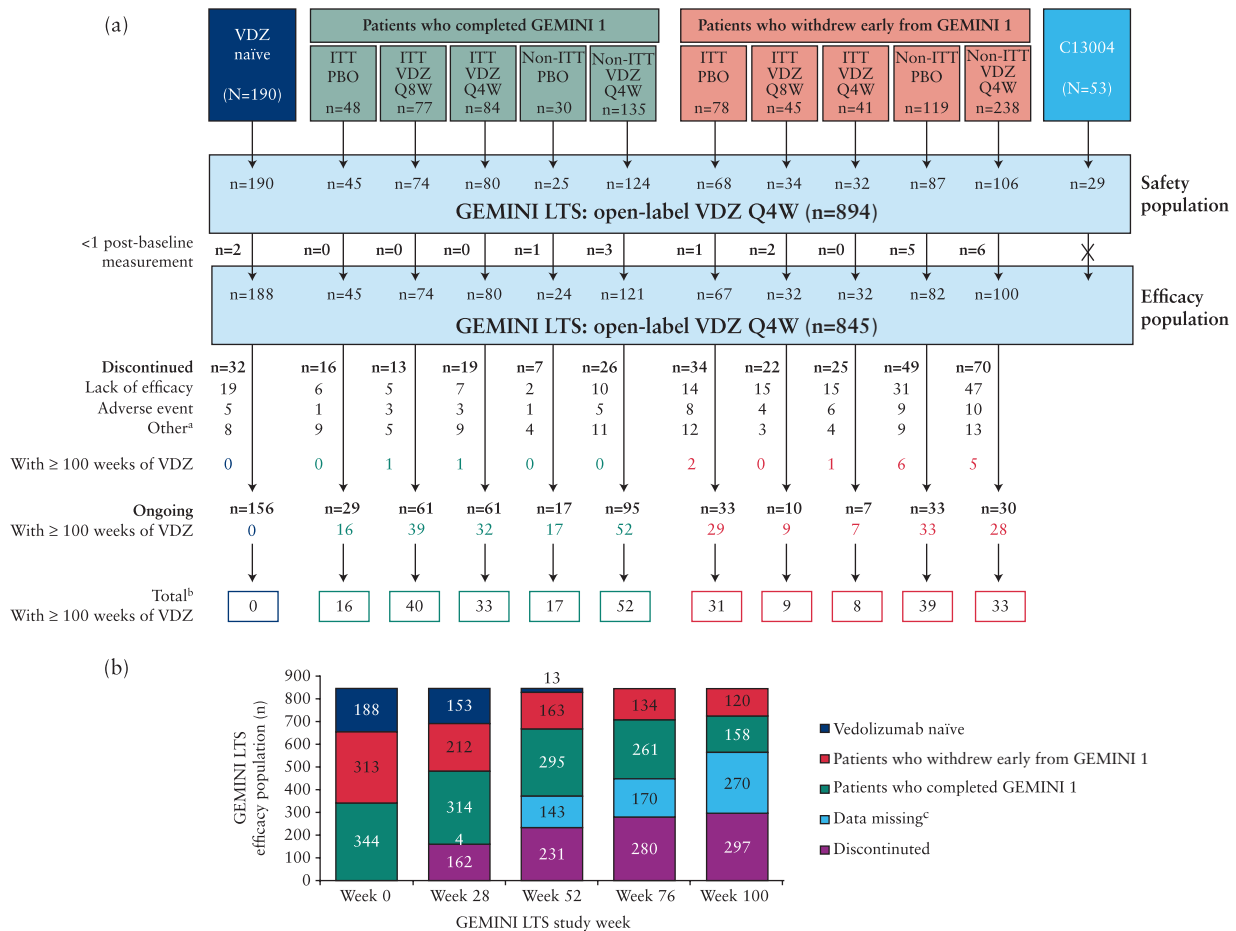 (a)
VDZ
naïve
(N=190)
Patients who completed GEMINI 1
ITT
PBO
n=48
ITT
VDZ
Q8W
n=77
ITT
VDZ
Q4W
n=84
Non-ITT
PBO
n=30
Non-ITT
VDZ
Q4W
n=135
Patients who withdrew early from GEMINI 1
ITT
PBO
n=78
ITT
VDZ
Q8W
n=45
ITT
VDZ
Q4W
n=41
Non-ITT
PBO
n=119
Non-ITT
VDZ
Q4W
n=238
C13004
(N=53)
n=190 n=45 n=74 n=80 n=25 n=124 n=68 n=34 n=32 n=87 n=106 n=29
GEMINI LTS: open-label VDZ Q4W (n=894)
Safety
population
<1 post-baseline
measurement
n=2 n=0 n=0 n=0 n=1 n=3 n=1 n=2 n=0 n=5 n=6
n=188 n=45 n=74 n=80 n=24 n=121 n=67 n=32 n=32 n=82 n=100
GEMINI LTS: open-label VDZ Q4W (n=845)
Efficacy
population
Discontinued n=32 n=16 n=13 n=19 n=7 n=26 n=34 n=22 n=25 n=49 n=70
Lack of efficacy 19 6 5 7 2 10 14 15 15 31 47
Adverse event 5 1 3 3 1 5 8 4 6 9 10
Otherᵃ 8 9 5 9 4 11 12 3 4 9 13
With ≥ 100 weeks of VDZ 0 0 1 1 0 0 2 0 1 6 5
Ongoing n=156 n=29 n=61 n=61 n=17 n=95 n=33 n=10 n=7 n=33 n=30
With ≥ 100 weeks of VDZ 0 16 39 32 17 52 29 9 7 33 28
Totalᵇ
With ≥ 100 weeks of VDZ
0 16 40 33 17 52 31 9 8 39 33
(b)
GEMINI LTS
efficacy population (n)
900
800
700
600
500
400
300
200
100
0
188
313
344
153
212
314
4
162
13
163
295
143
231
134
261
170
280
120
158
270
297
Week 0 Week 28 Week 52 Week 76 Week 100
GEMINI LTS study week
Vedolizumab naïve
Patients who withdrew early from GEMINI 1
Patients who completed GEMINI 1
Data missingᶜ
Discontinuted